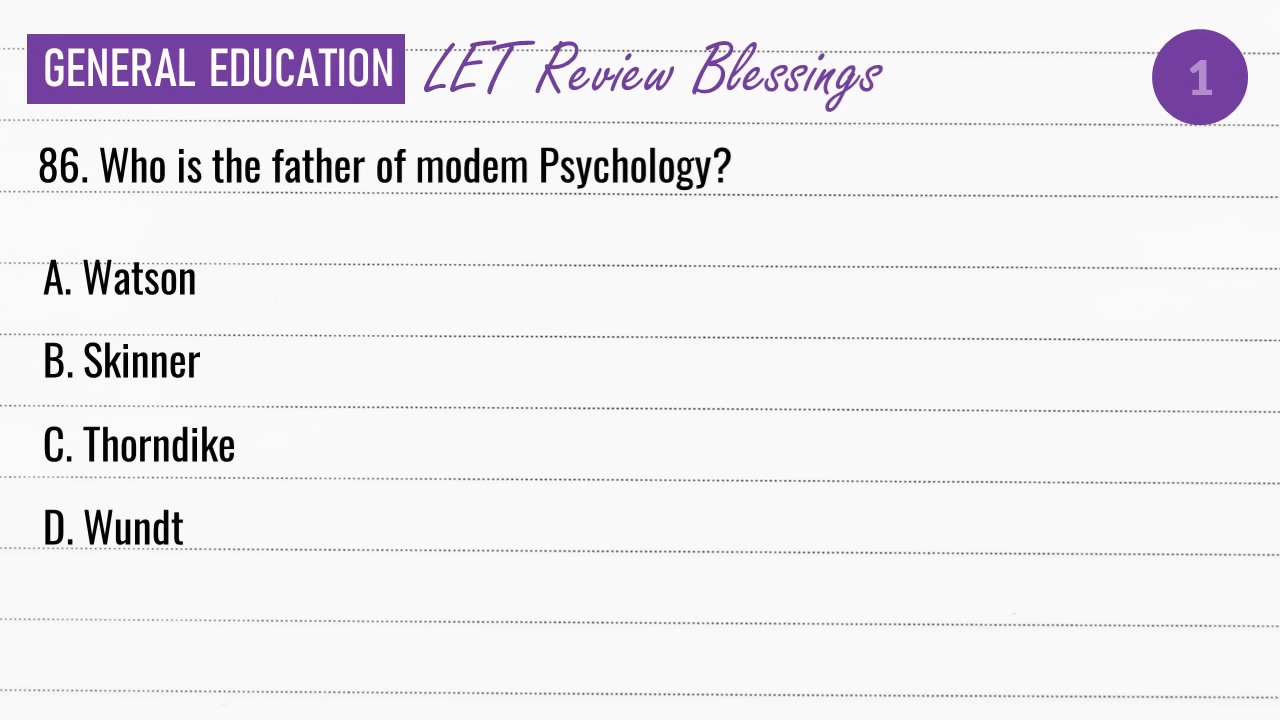 GENERAL EDUCATION LET Review Blessings
1
86. Who is the father of modem Psychology?
A. Watson
B. Skinner
C. Thorndike
D. Wundt